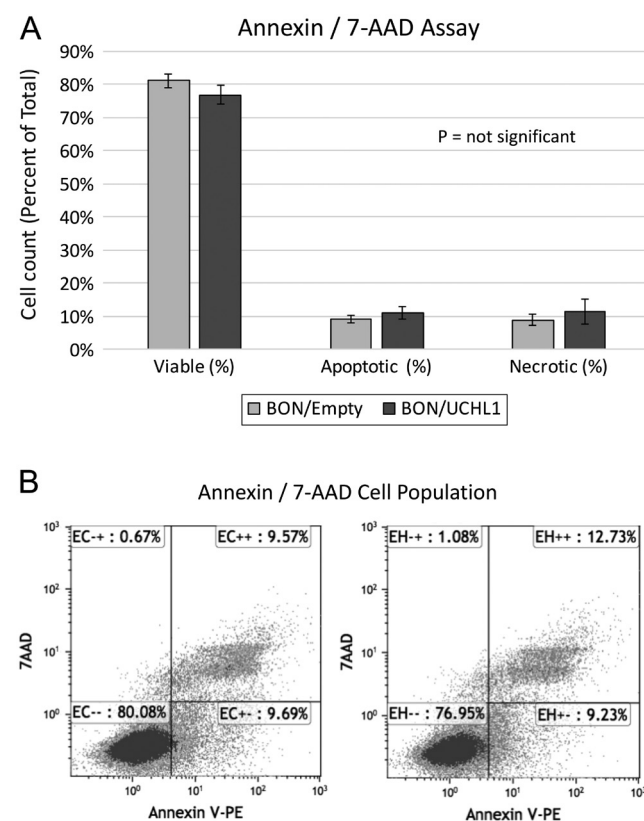 A
Annexin / 7-AAD Assay
Cell count (Percent of Total)
90%
80%
70%
60%
50%
40%
30%
20%
10%
0%
P = not significant
Viable (%) Apoptotic (%) Necrotic (%)
BON/Empty BON/UCHL1
B
Annexin / 7-AAD Cell Population
EC-+ : 0.67% EC++ : 9.57%
EC-- : 80.08% EC+- : 9.69%
7AAD
10³
10²
10¹
10⁰
10⁰ 10¹ 10² 10³
Annexin V-PE
EH-+ : 1.08% EH++ : 12.73%
EH-- : 76.95% EH+- : 9.23%
7AAD
10³
10²
10¹
10⁰
10⁰ 10¹ 10² 10³
Annexin V-PE